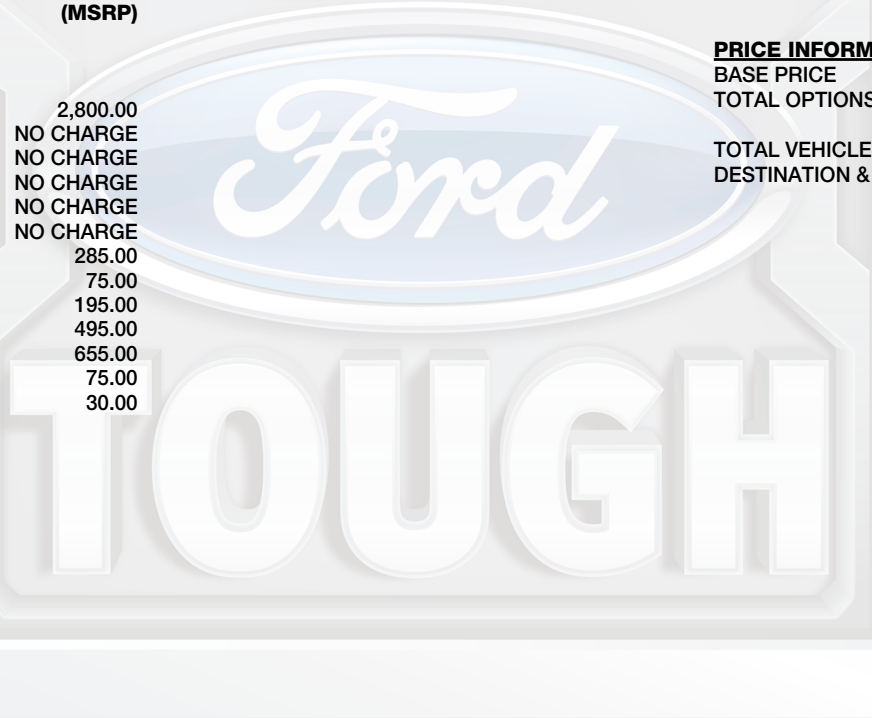 (MSRP)
2,800.00
NO CHARGE
NO CHARGE
NO CHARGE
NO CHARGE
NO CHARGE
285.00
75.00
195.00
495.00
655.00
75.00
30.00
PRICE INFORM
BASE PRICE
TOTAL OPTIONS
TOTAL VEHICLE
DESTINATION &
Ford
TOUGH